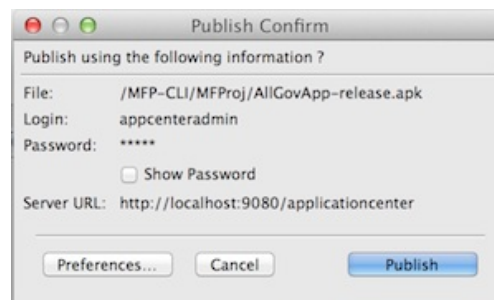 Publish Confirm
Publish using the following information ?
File: /MFP-CLI/MFProj/AllGovApp-release.apk
Login: appcenteradmin
Password: *****
Show Password
Server URL: http://localhost:9080/applicationcenter
Preferences... Cancel Publish